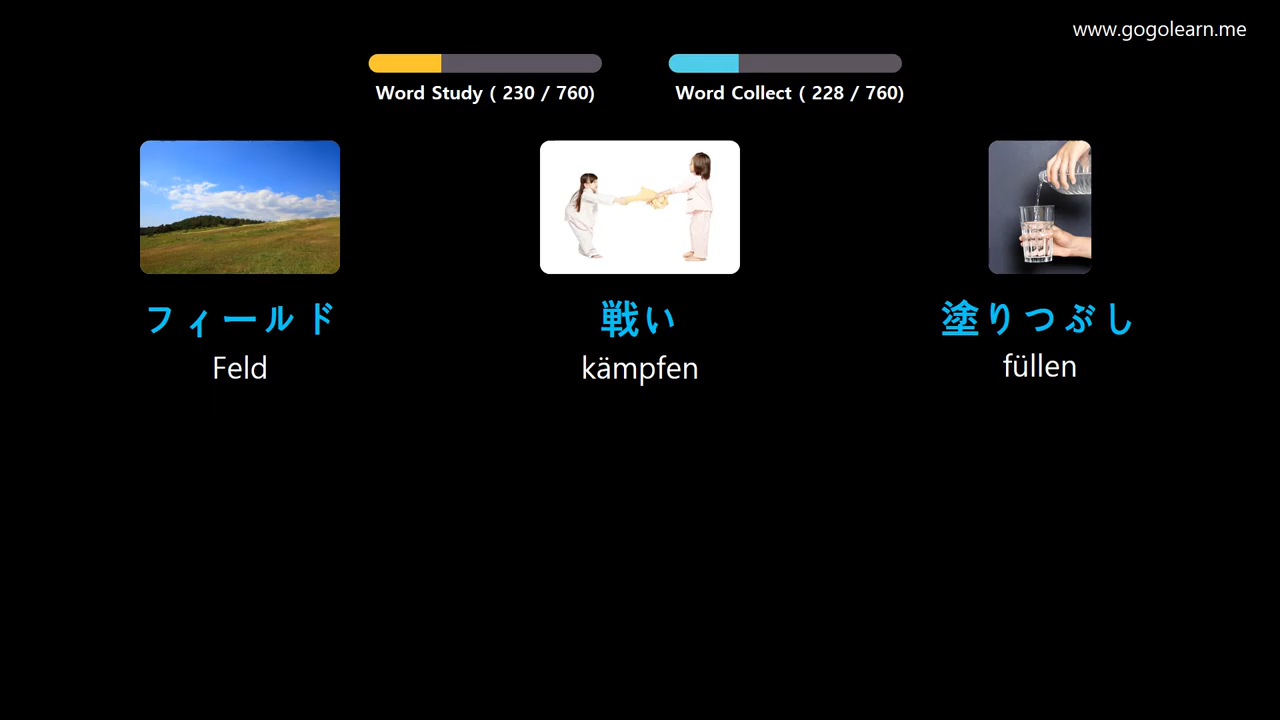 www.gogolearn.me
Word Study ( 230 / 760)
Word Collect ( 228 / 760)
フィールド
Feld
戦い
kämpfen
塗りつぶし
füllen